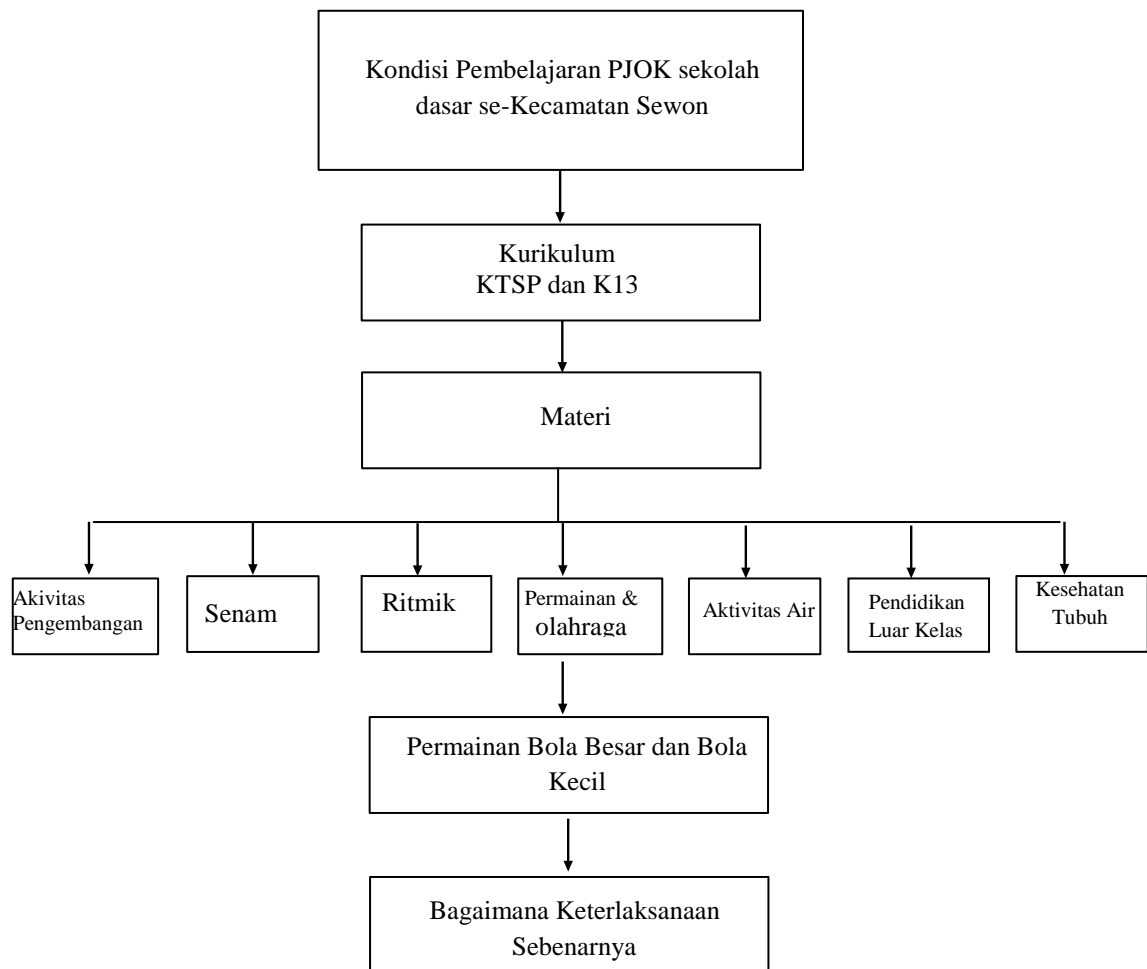 Kondisi Pembelajaran PJOK sekolah
dasar se-Kecamatan Sewon
Kurikulum
KTSP dan K13
Materi
Akivitas
Pengembangan
Senam
Ritmik
Permainan &
olahraga
Aktivitas Air
Pendidikan
Luar Kelas
Kesehatan
Tubuh
Permainan Bola Besar dan Bola
Kecil
Bagaimana Keterlaksanaan
Sebenarnya